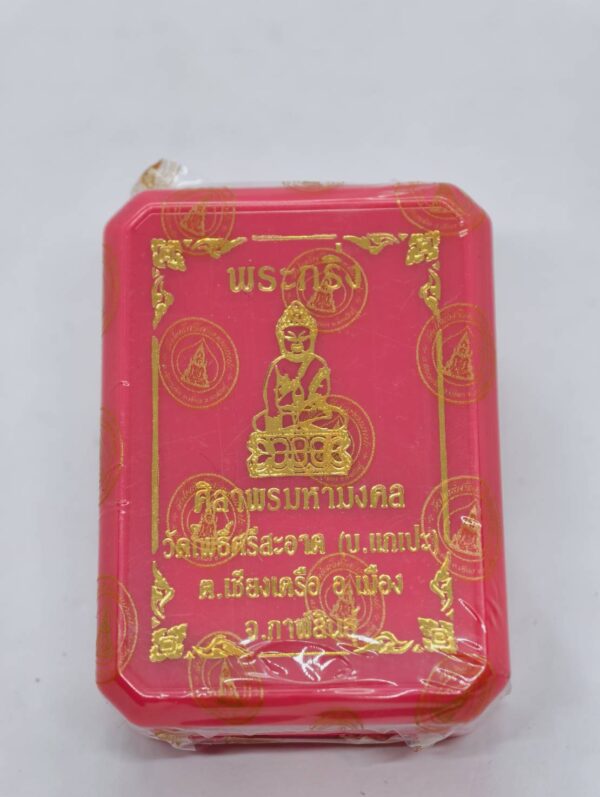 พระกริ่ง
ศิลาพรมหามงคล
วัดโพธิ์ศรีสะอาด (บ.แกเปะ)
ต.เชียงเครือ อ.เมือง
จ.กาฬสินธุ์